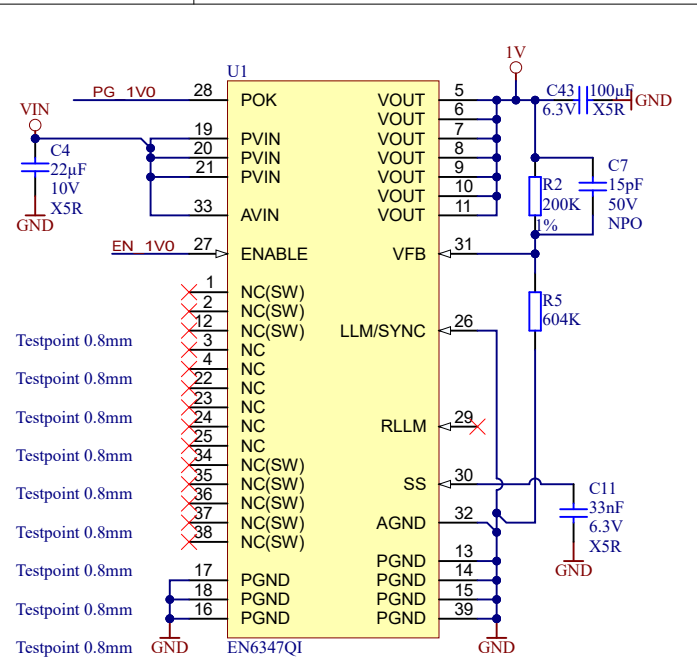 1V
U1
PG_1V0
28
POK
VOUT
5
C43
100µF
GND
6.3V
X5R
VIN
VOUT
6
19
PVIN
VOUT
7
C4
20
PVIN
VOUT
8
22µF
21
PVIN
VOUT
9
C7
10V
VOUT
10
R2
15pF
X5R
200K
50V
33
AVIN
VOUT
11
1%
NPO
GND
EN_1V0
27
ENABLE
VFB
31
1
NC(SW)
R5
2
NC(SW)
604K
12
NC(SW)
LLM/SYNC
26
Testpoint 0.8mm
3
NC
4
NC
Testpoint 0.8mm
22
NC
23
NC
Testpoint 0.8mm
24
NC
RLLM
29
25
NC
Testpoint 0.8mm
34
NC(SW)
35
NC(SW)
SS
30
C11
Testpoint 0.8mm
36
NC(SW)
33nF
37
NC(SW)
AGND
32
6.3V
Testpoint 0.8mm
38
NC(SW)
X5R
PGND
13
GND
Testpoint 0.8mm
17
PGND
PGND
14
18
PGND
PGND
15
Testpoint 0.8mm
16
PGND
PGND
39
Testpoint 0.8mm
GND
EN6347QI
GND